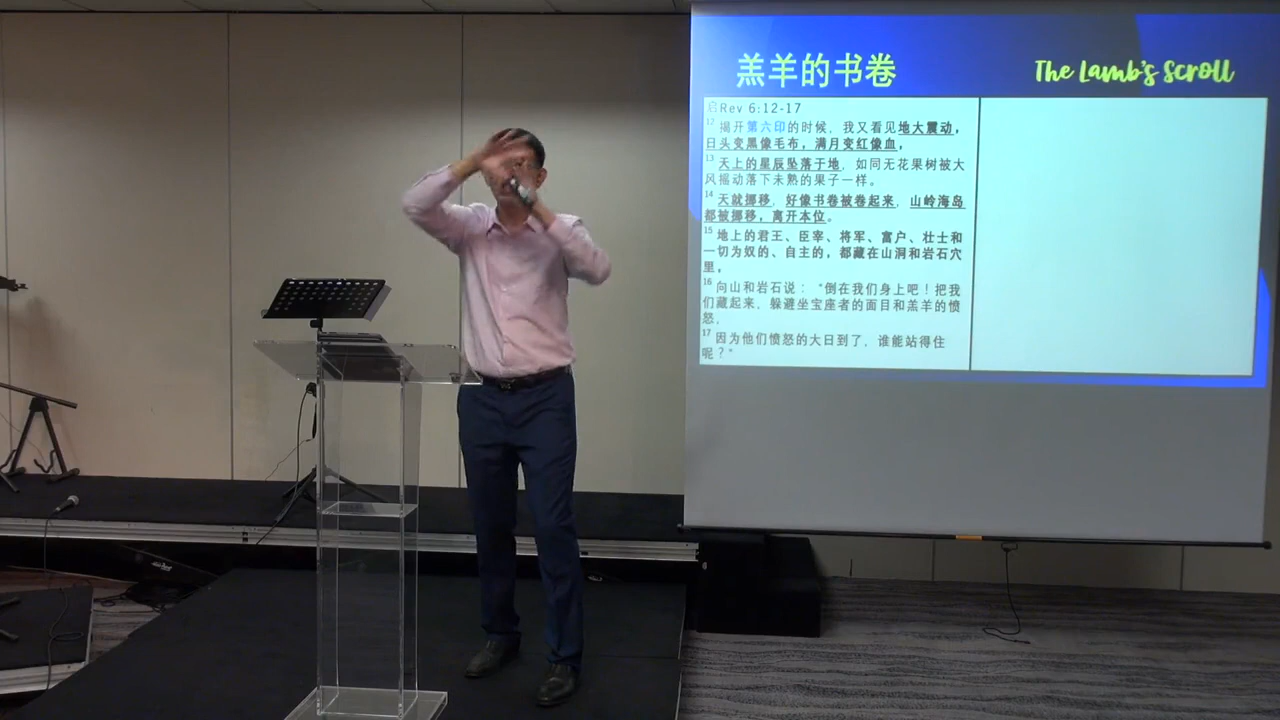 羔羊的书卷
The Lamb's Scroll
启Rev 6:12-17
12 揭开第六印的时候，我又看见地大震动，
日头变黑像毛布，满月变红像血，
13 天上的星辰坠落于地，如同无花果树被大
风摇动落下未熟的果子一样。
14 天就挪移，好像书卷被卷起来，山岭海岛
都被挪移，离开本位。
15 地上的君王、臣宰、将军、富户、壮士和
一切为奴的、自主的，都藏在山洞和岩石穴
里，
16 向山和岩石说：“倒在我们身上吧！把我
们藏起来，躲避坐宝座者的面目和羔羊的愤
怒，
17 因为他们愤怒的大日到了，谁能站得住
呢？”